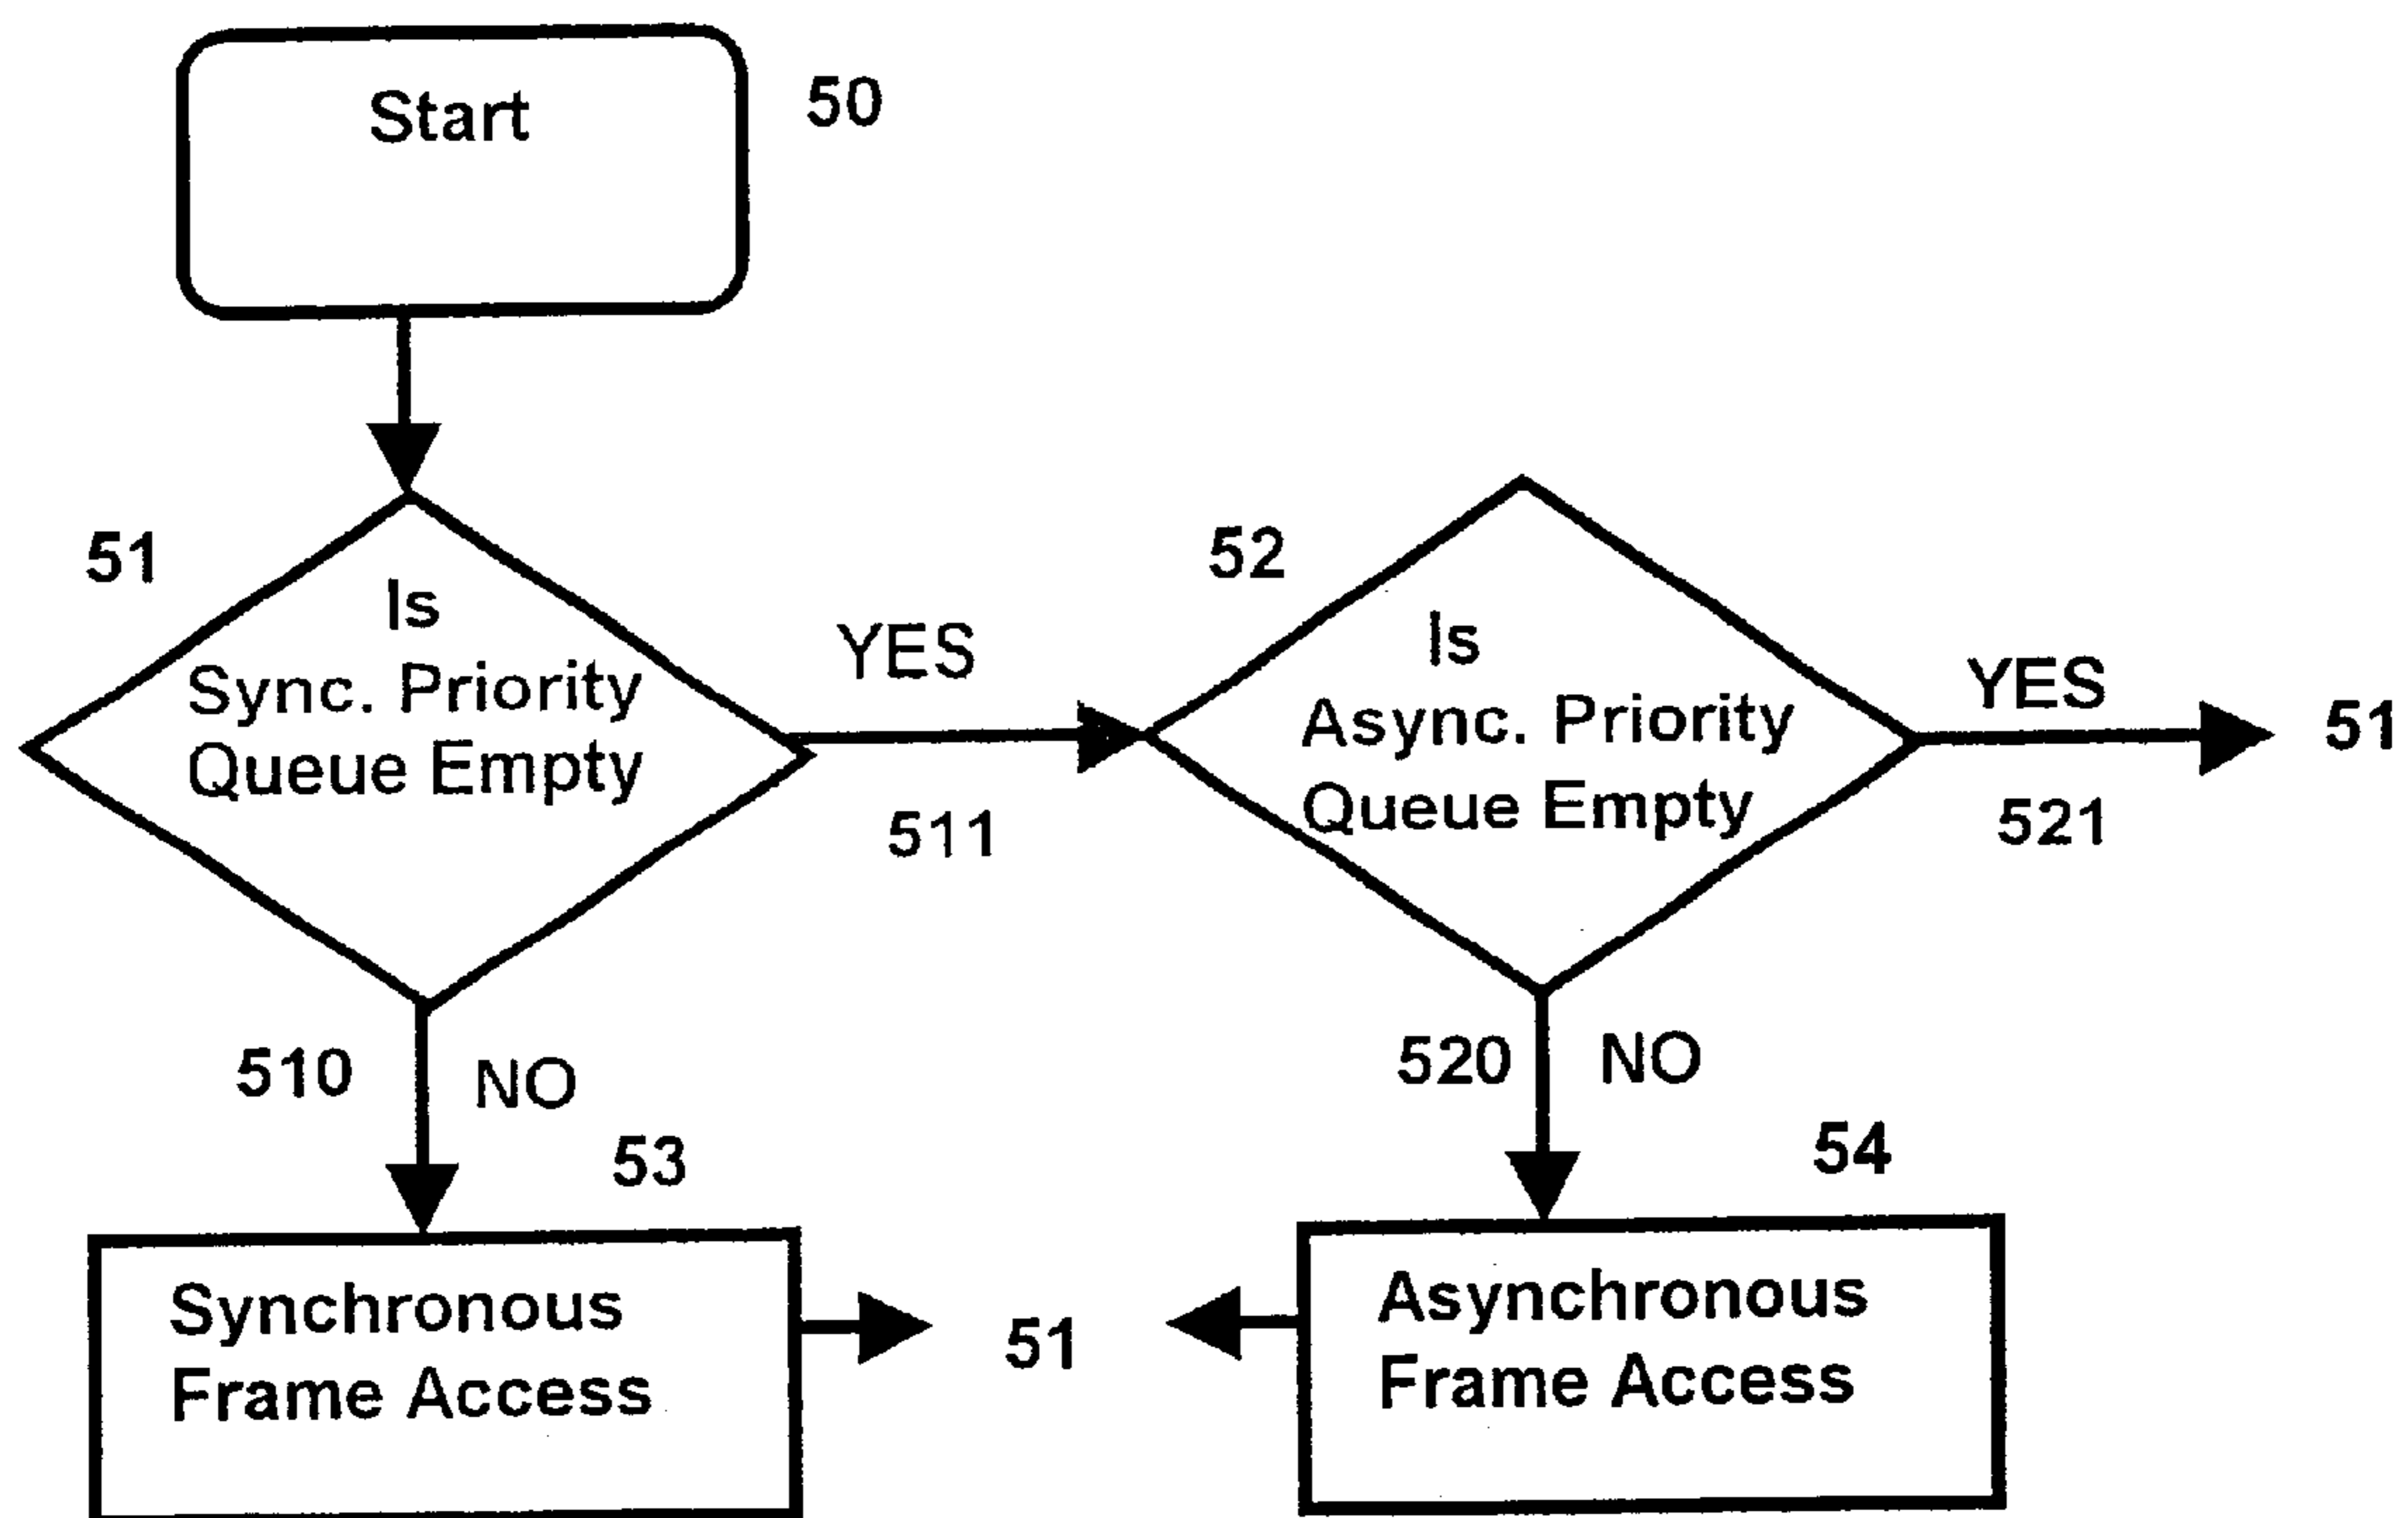 Start
50
51
Is
Sync. Priority
Queue Empty
YES
511
52
Is
Async. Priority
Queue Empty
YES
51
521
510
NO
53
520
NO
54
Synchronous
Frame Access
51
Asynchronous
Frame Access